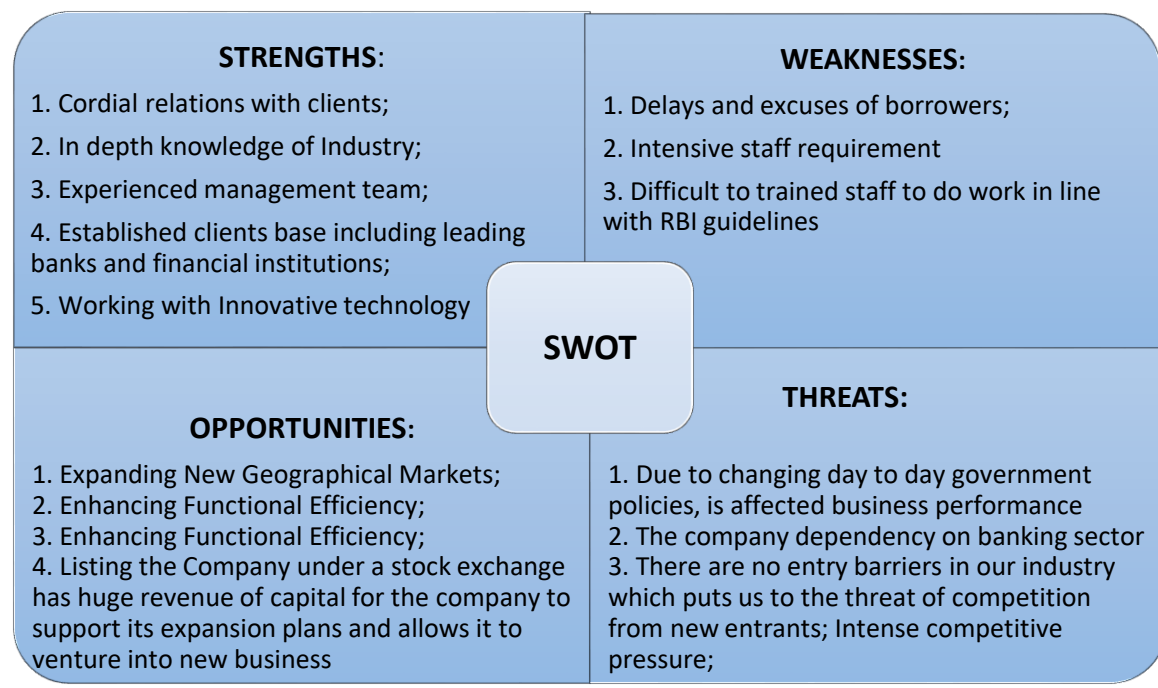 STRENGTHS:
1. Cordial relations with clients;
2. In depth knowledge of Industry;
3. Experienced management team;
4. Established clients base including leading
banks and financial institutions;
5. Working with Innovative technology
WEAKNESSES:
1. Delays and excuses of borrowers;
2. Intensive staff requirement
3. Difficult to trained staff to do work in line
with RBI guidelines
SWOT
OPPORTUNITIES:
1. Expanding New Geographical Markets;
2. Enhancing Functional Efficiency;
3. Enhancing Functional Efficiency;
4. Listing the Company under a stock exchange
has huge revenue of capital for the company to
support its expansion plans and allows it to
venture into new business
THREATS:
1. Due to changing day to day government
policies, is affected business performance
2. The company dependency on banking sector
3. There are no entry barriers in our industry
which puts us to the threat of competition
from new entrants; Intense competitive
pressure;